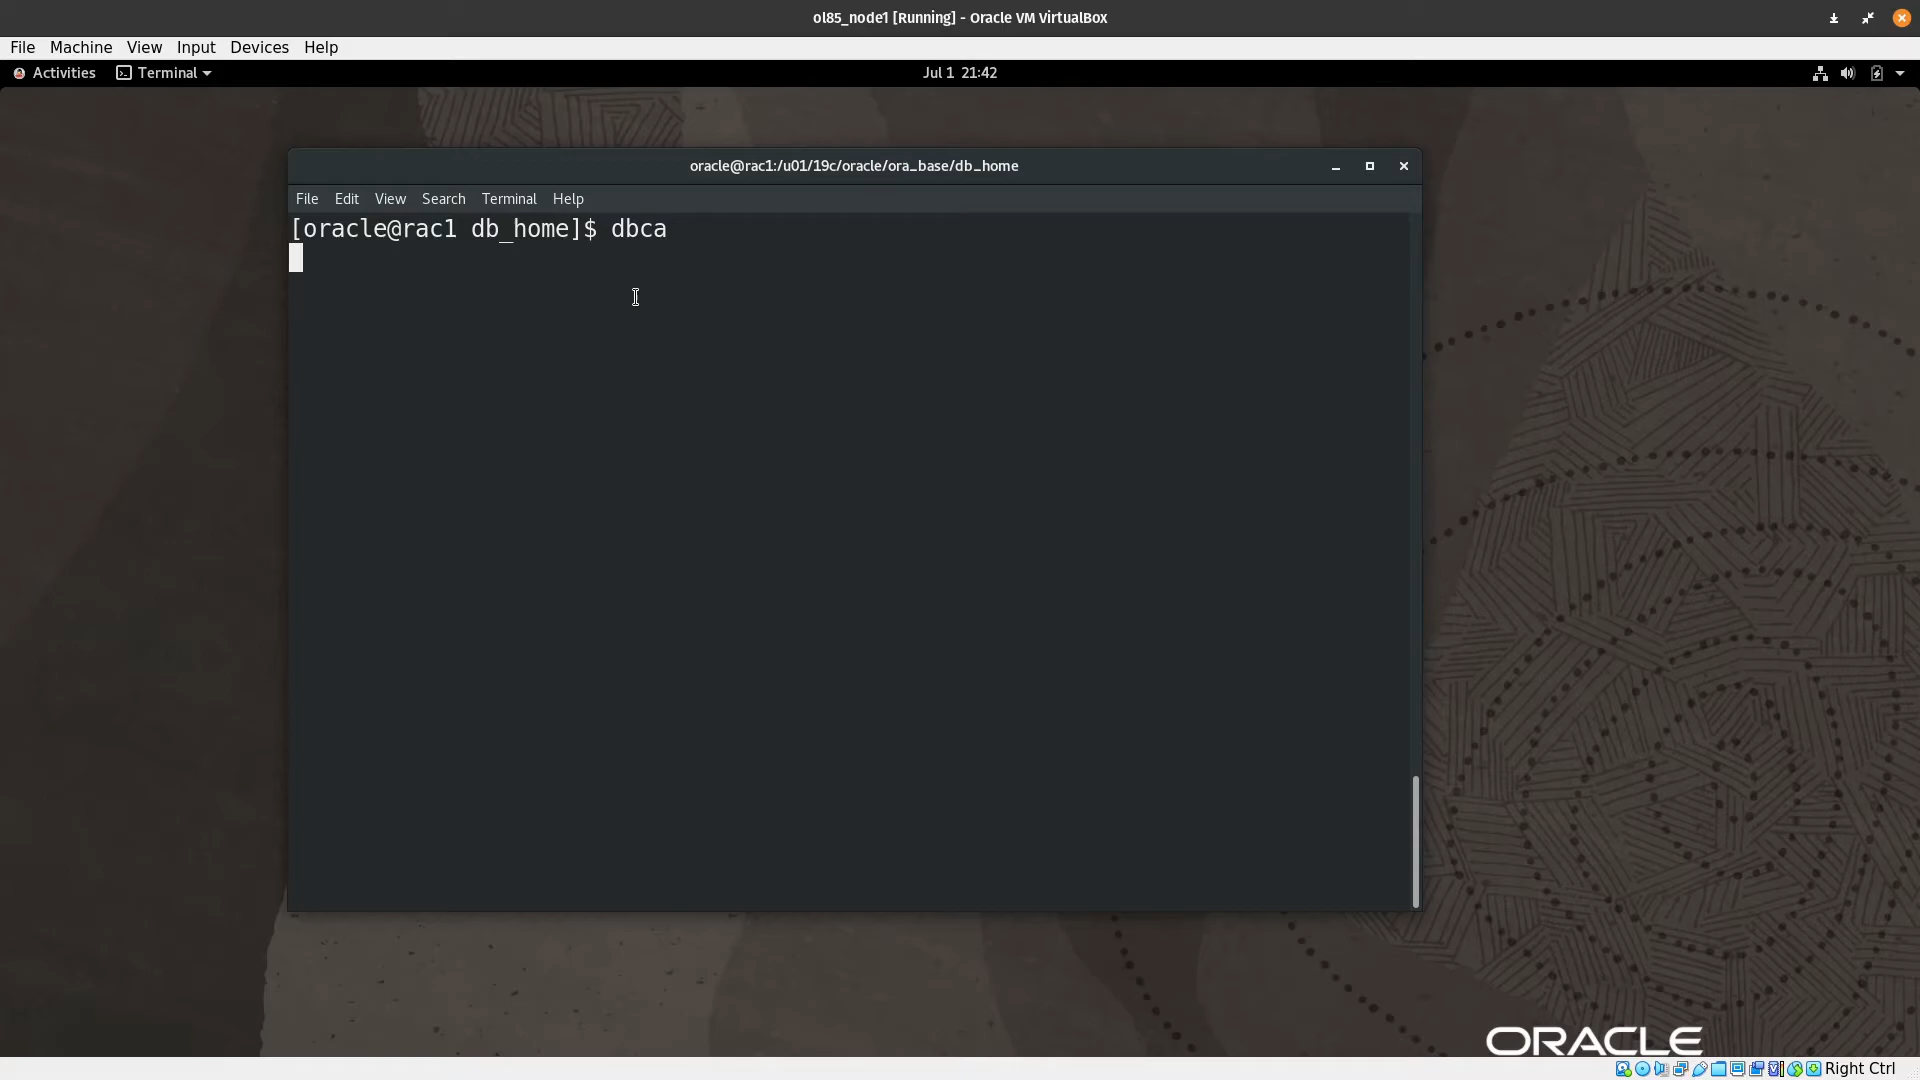 ol85_node1 [Running] - Oracle VM VirtualBox
File Machine View Input Devices Help
Activities Terminal Jul 1 21:42
oracle@rac1:/u01/19c/oracle/ora_base/db_home
File Edit View Search Terminal Help
[oracle@rac1 db_home]$ dbca
ORACLE
Right Ctrl